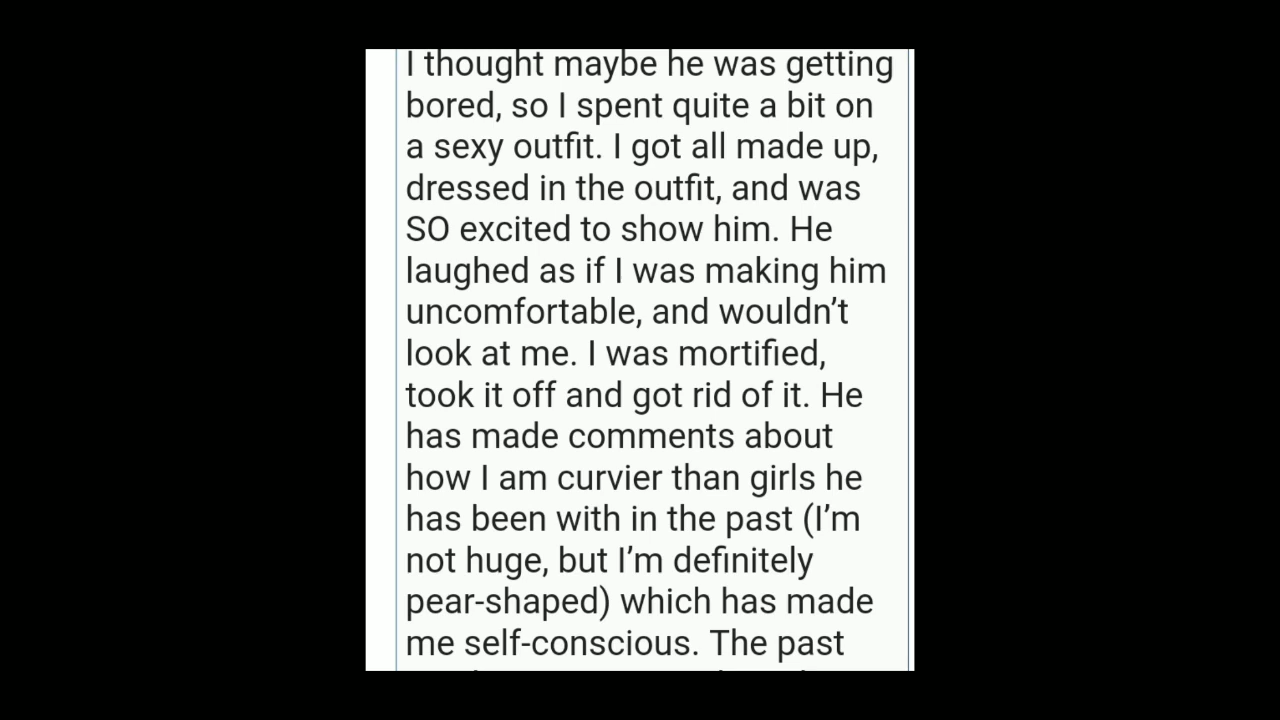 I thought maybe he was getting
bored, so I spent quite a bit on
a sexy outfit. I got all made up,
dressed in the outfit, and was
SO excited to show him. He
laughed as if I was making him
uncomfortable, and wouldn’t
look at me. I was mortified,
took it off and got rid of it. He
has made comments about
how I am curvier than girls he
has been with in the past (I’m
not huge, but I’m definitely
pear-shaped) which has made
me self-conscious. The past